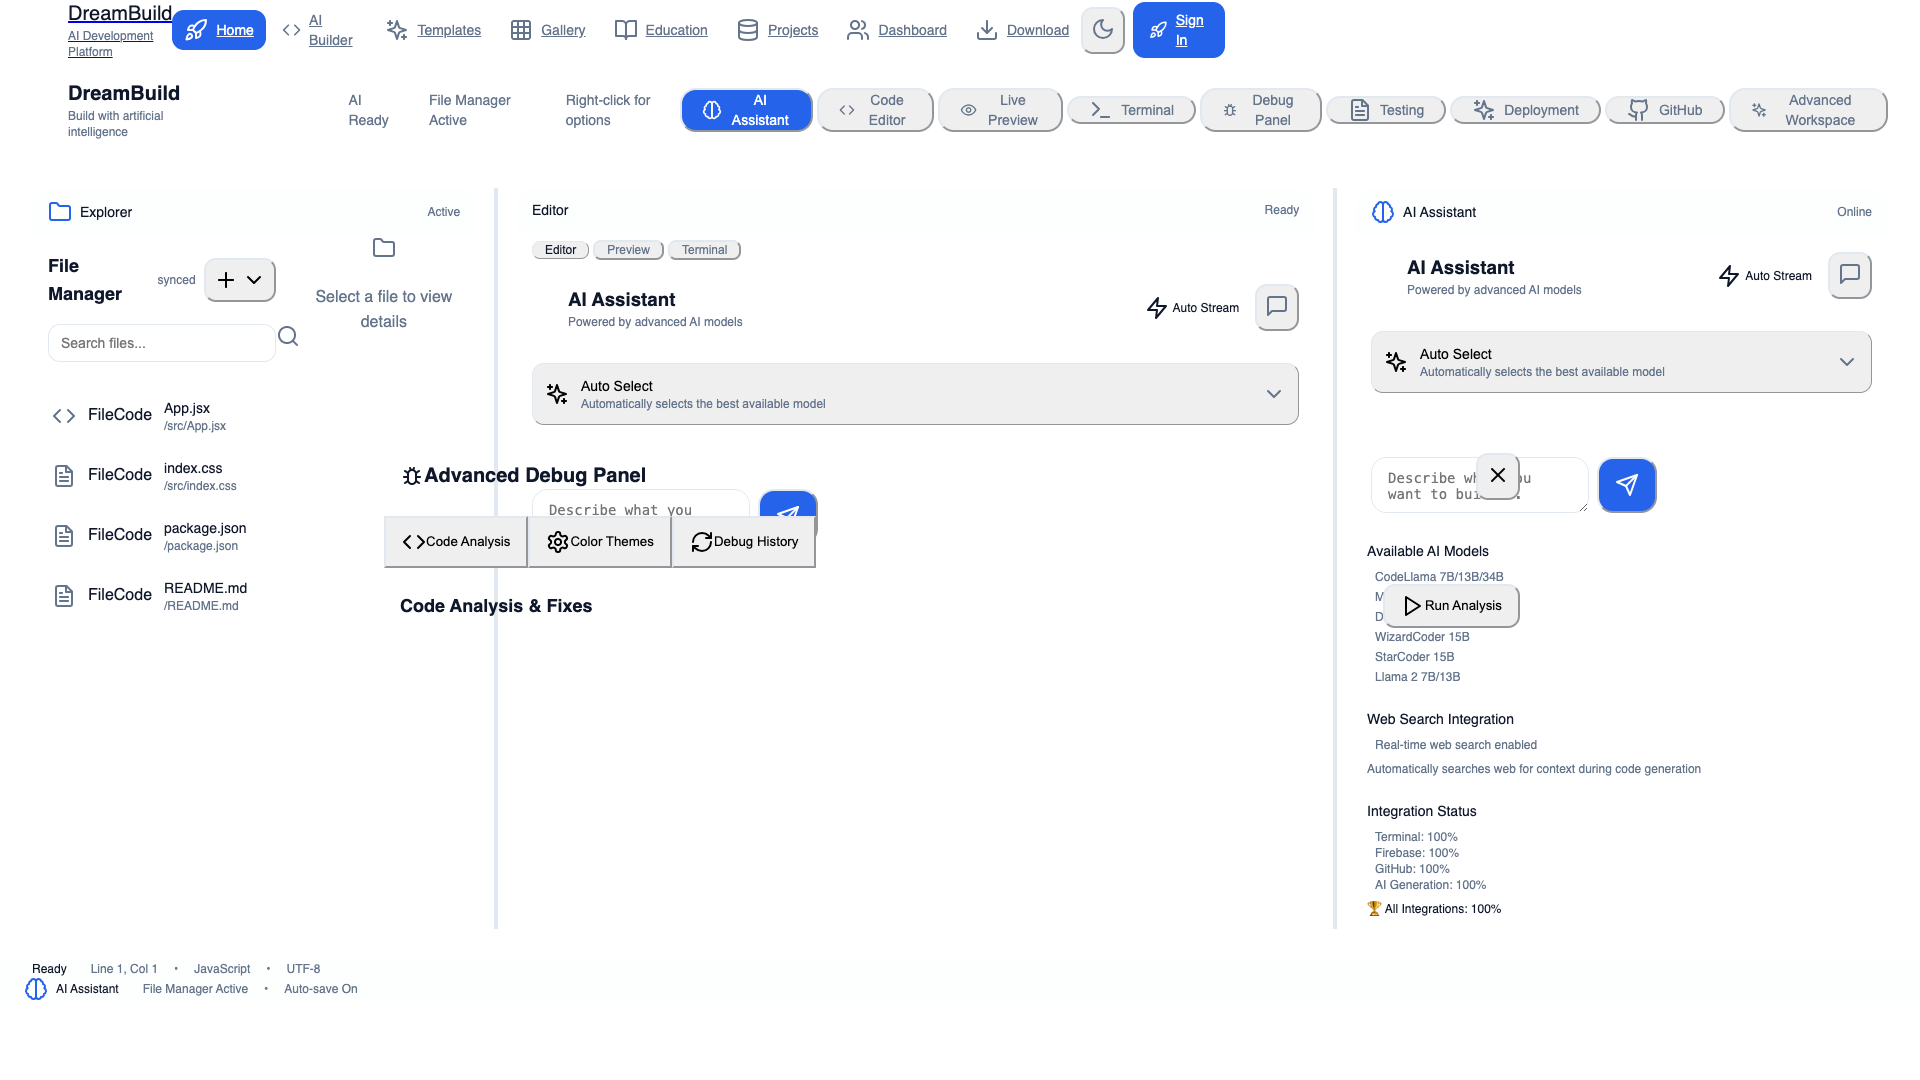 DreamBuild
AI Development
Platform
Home
AI
Builder
Templates
Gallery
Education
Projects
Dashboard
Download
Sign
In
DreamBuild
Build with artificial
intelligence
AI
Ready
File Manager
Active
Right-click for
options
AI
Assistant
Code
Editor
Live
Preview
Terminal
Debug
Panel
Testing
Deployment
GitHub
Advanced
Workspace
Explorer
Active
File
Manager
synced
Search files...
Select a file to view
details
FileCode
App.jsx
/src/App.jsx
FileCode
index.css
/src/index.css
FileCode
package.json
/package.json
FileCode
README.md
/README.md
Editor
Ready
Editor
Preview
Terminal
AI Assistant
Powered by advanced AI models
Auto Stream
Auto Select
Automatically selects the best available model
Advanced Debug Panel
Describe what you
Code Analysis
Color Themes
Debug History
Code Analysis & Fixes
Run Analysis
AI Assistant
Online
AI Assistant
Powered by advanced AI models
Auto Stream
Auto Select
Automatically selects the best available model
Describe
want to
Available AI Models
CodeLlama 7B/13B/34B
WizardCoder 15B
StarCoder 15B
Llama 2 7B/13B
Web Search Integration
Real-time web search enabled
Automatically searches web for context during code generation
Integration Status
Terminal: 100%
Firebase: 100%
GitHub: 100%
AI Generation: 100%
🏆 All Integrations: 100%
Ready
Line 1, Col 1
•
JavaScript
•
UTF-8
AI Assistant
File Manager Active
•
Auto-save On